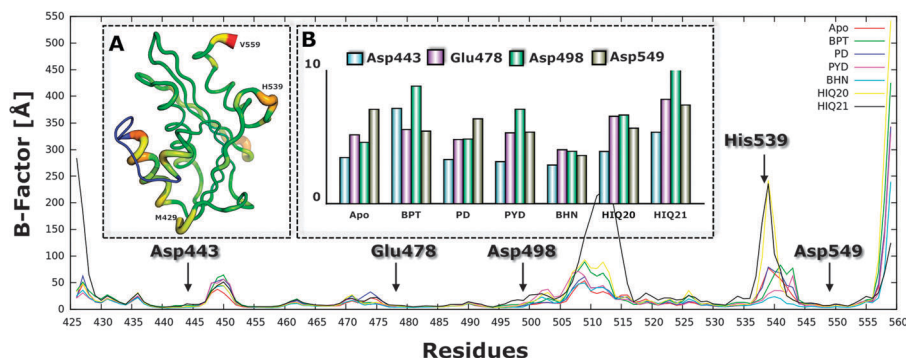 550
500
450
400
350
300
250
200
150
100
50
0
B-Factor [Å]
A
V559
H539
M429
B
Asp443 Glu478 Asp498 Asp549
10
0
Apo BPT PD PYD BHN HIQ20 HIQ21
Apo
BPT
PD
PYD
BHN
HIQ20
HIQ21
His539
Asp443 Glu478 Asp498 Asp549
425 430 435 440 445 450 455 460 465 470 475 480 485 490 495 500 505 510 515 520 525 530 535 540 545 550 555 560
Residues